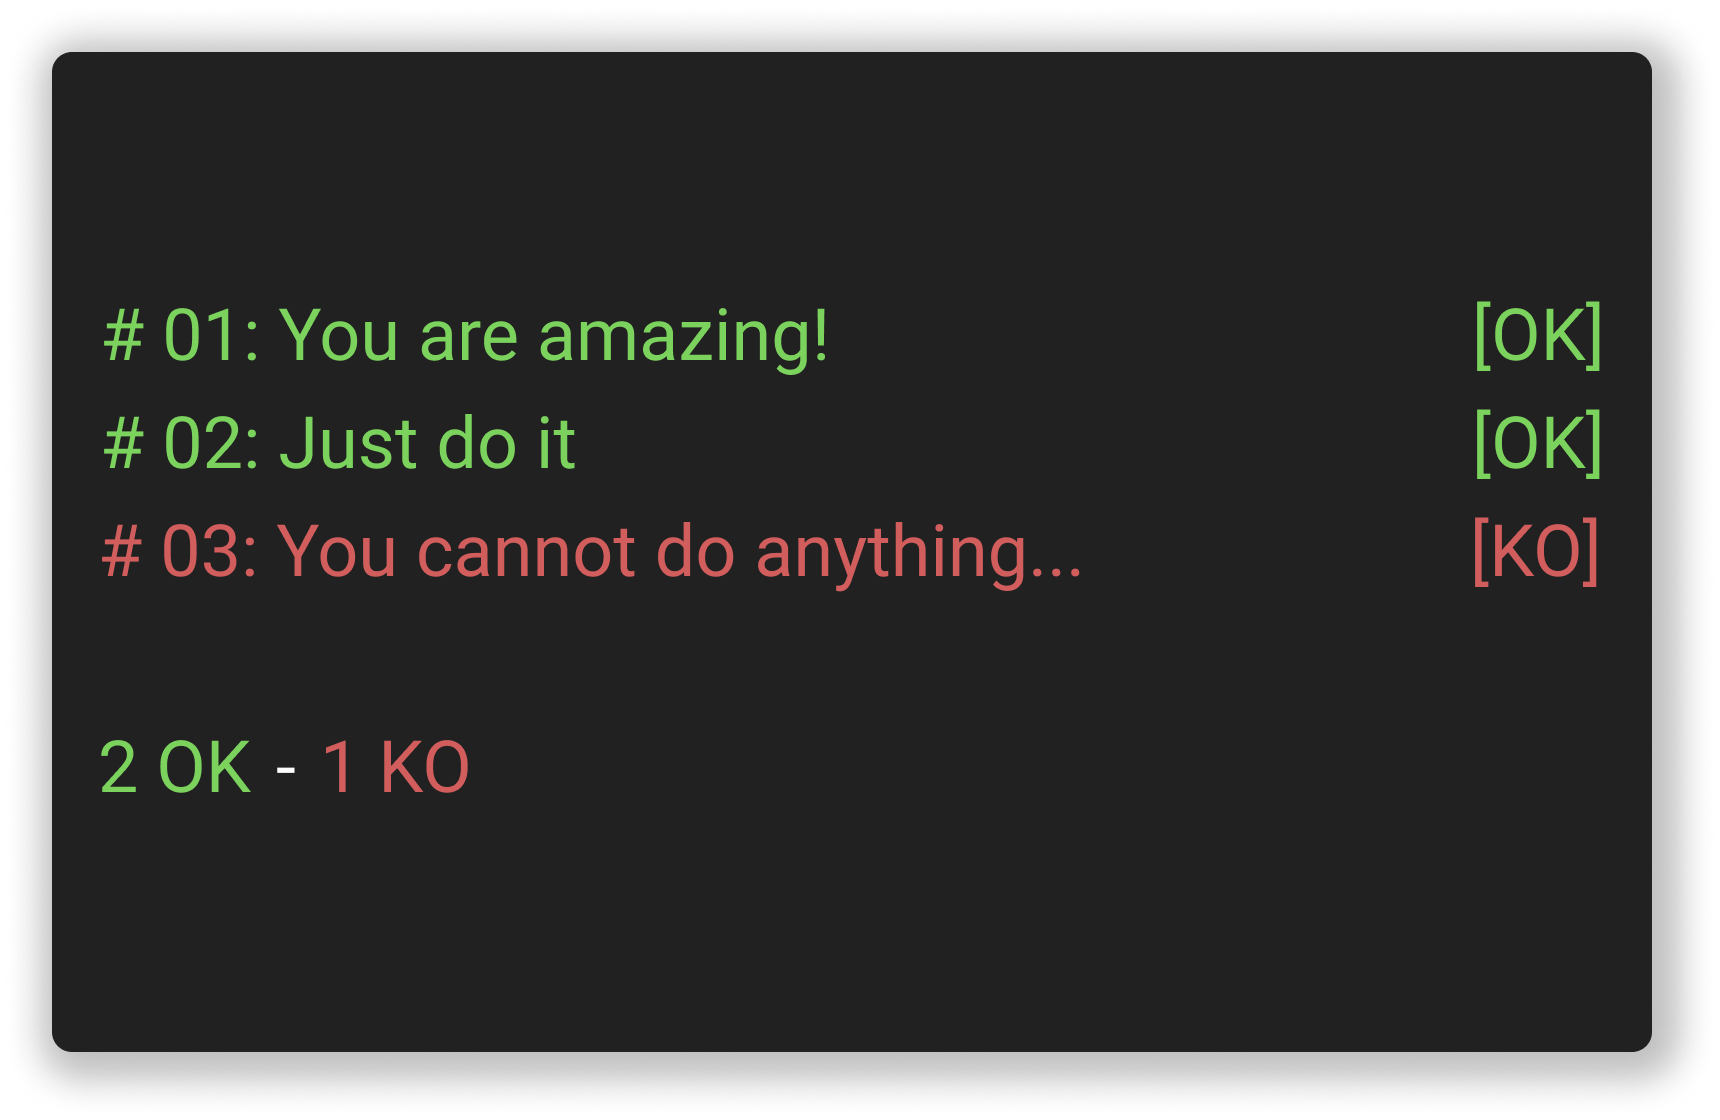 # 01: You are amazing! [OK]
# 02: Just do it [OK]
# 03: You cannot do anything... [KO]
2 OK - 1 KO